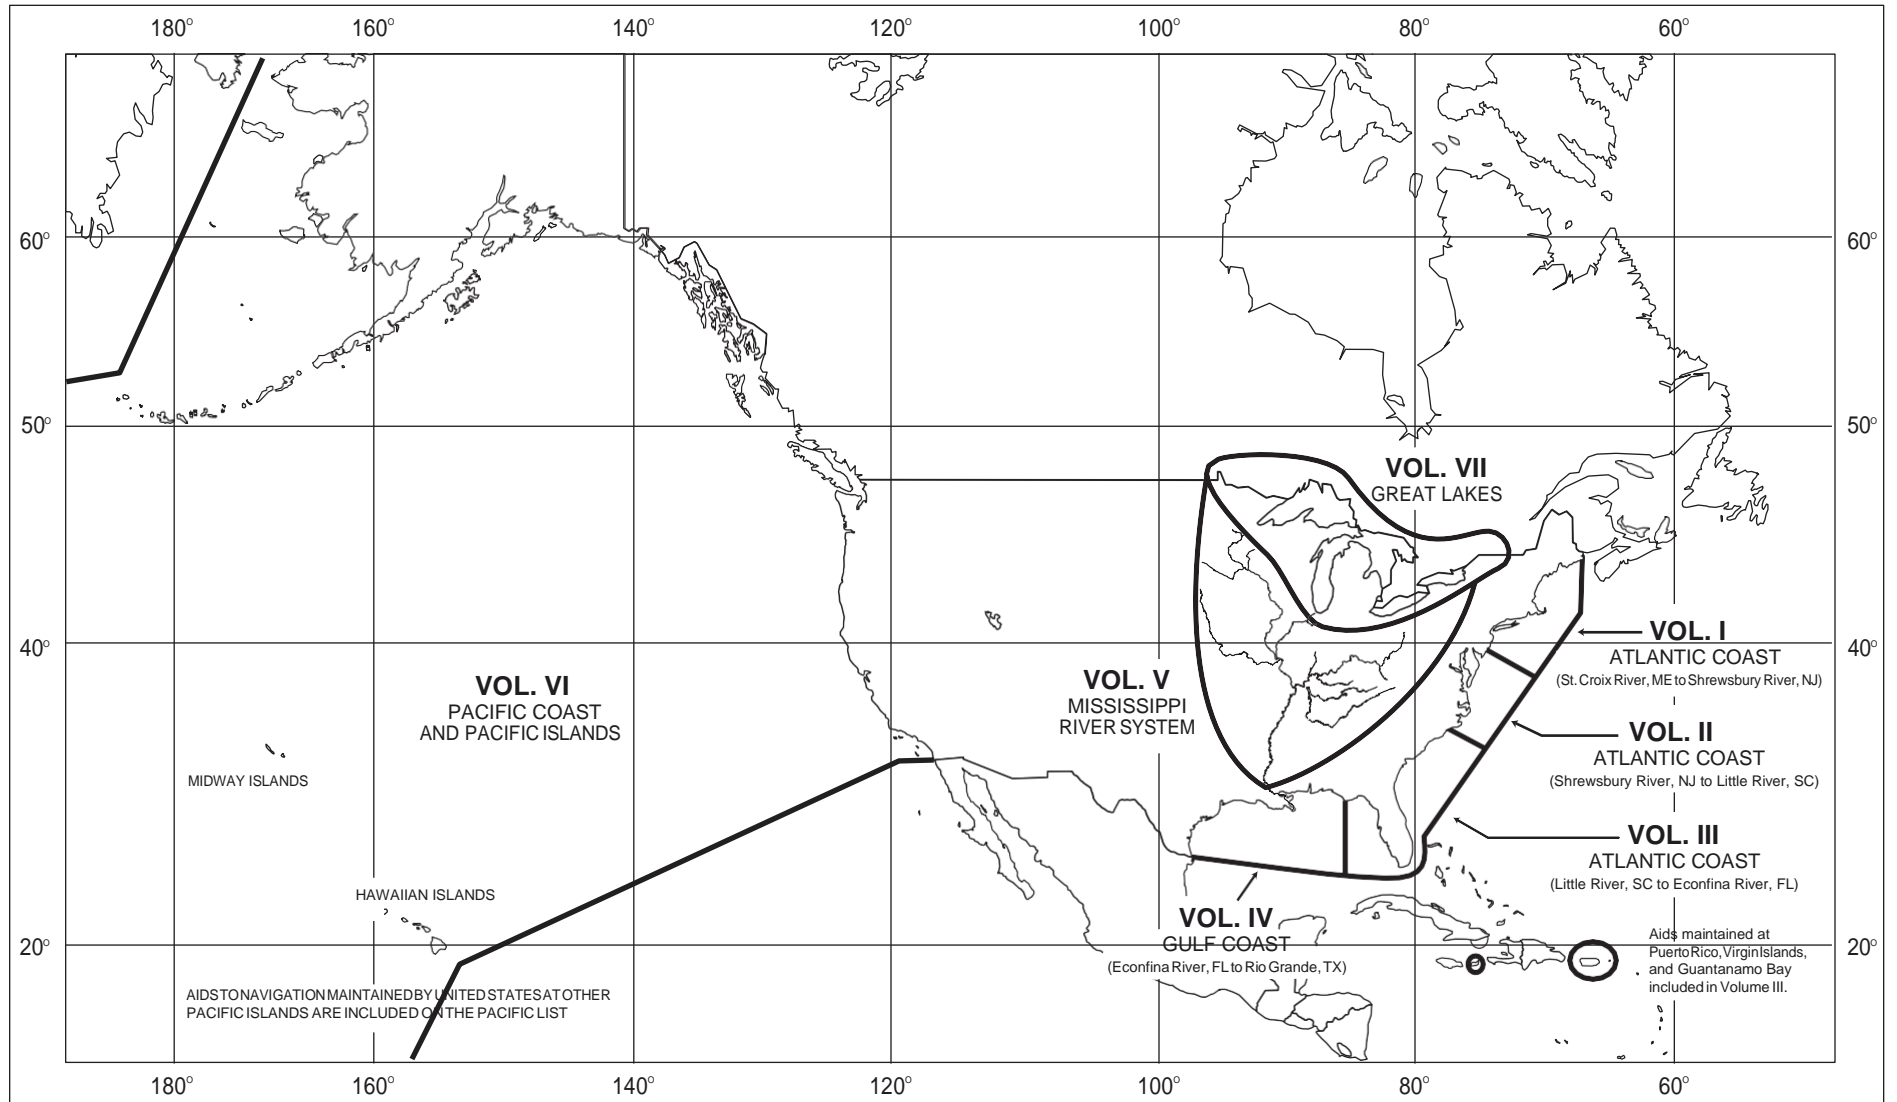 180° 160° 140° 120° 100° 80° 60°
60° 60°
50° 50°
VOL. VII
GREAT LAKES
40° 40°
VOL. I
ATLANTIC COAST
(St. Croix River, ME to Shrewsbury River, NJ)
VOL. VI
PACIFIC COAST
AND PACIFIC ISLANDS
VOL. V
MISSISSIPPI
RIVER SYSTEM
VOL. II
ATLANTIC COAST
(Shrewsbury River, NJ to Little River, SC)
MIDWAY ISLANDS
VOL. III
ATLANTIC COAST
(Little River, SC to Econfina River, FL)
HAWAIIAN ISLANDS
VOL. IV
GULF COAST
(Econfina River, FL to Rio Grande, TX)
20° 20°
Aids maintained at
Puerto Rico, Virgin Islands,
and Guantanamo Bay
included in Volume III.
AIDS TO NAVIGATION MAINTAINED BY UNITED STATES AT OTHER
PACIFIC ISLANDS ARE INCLUDED ON THE PACIFIC LIST
180° 160° 140° 120° 100° 80° 60°